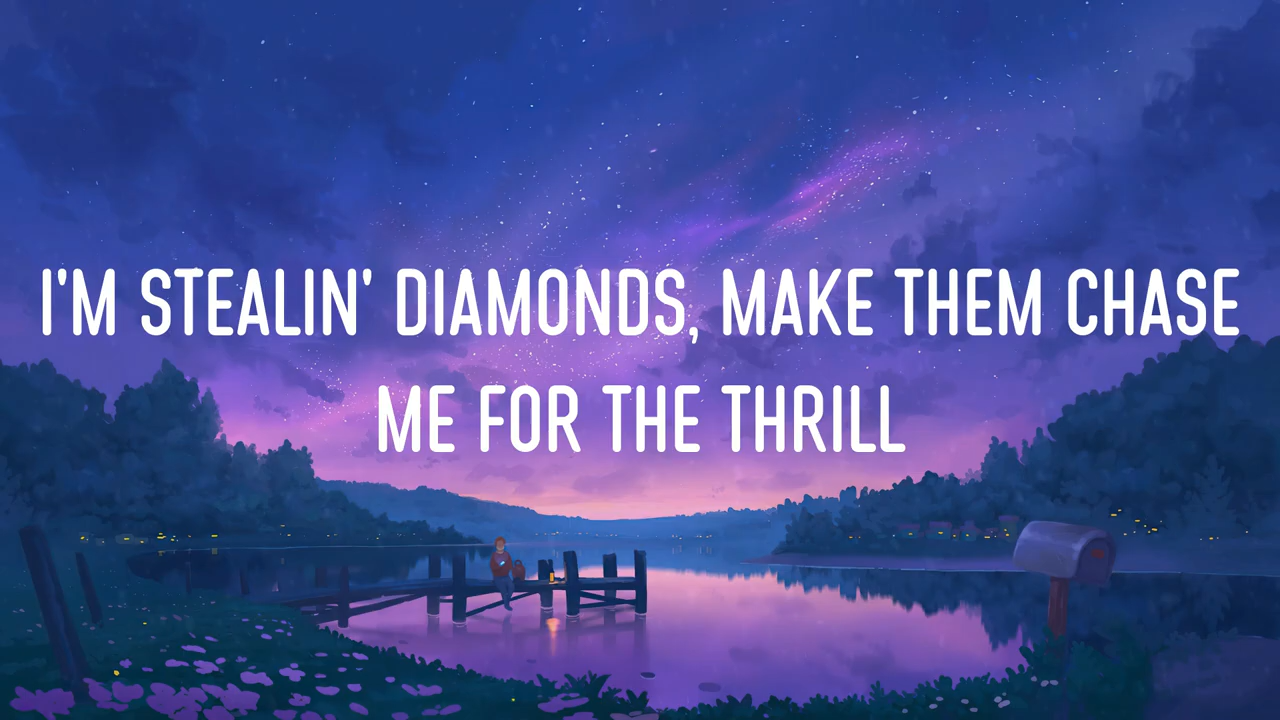 I'M STEALIN' DIAMONDS, MAKE THEM CHASE
ME FOR THE THRILL